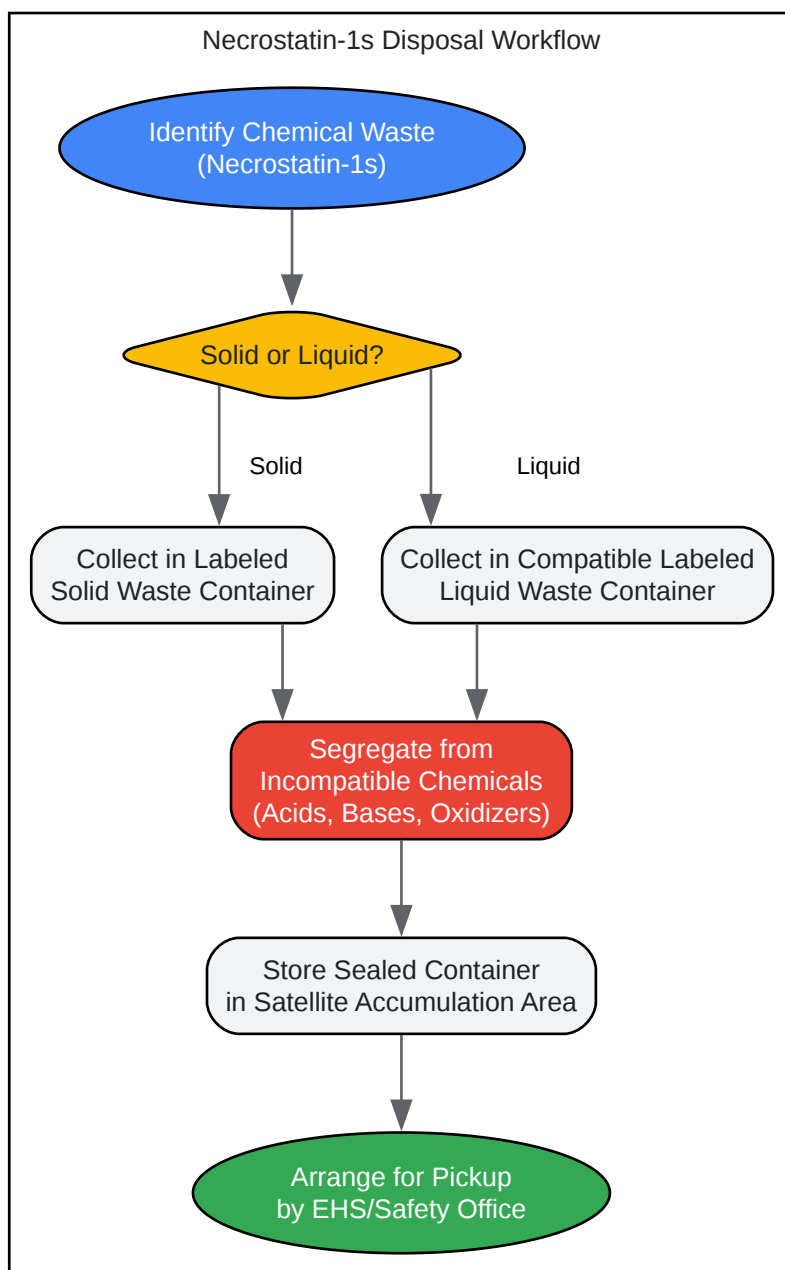 Necrostatin-1s Disposal Workflow
Identify Chemical Waste
(Necrostatin-1s)
Solid or Liquid?
Solid
Liquid
Collect in Labeled
Solid Waste Container
Collect in Compatible Labeled
Liquid Waste Container
Segregate from
Incompatible Chemicals
(Acids, Bases, Oxidizers)
Store Sealed Container
in Satellite Accumulation Area
Arrange for Pickup
by EHS/Safety Office